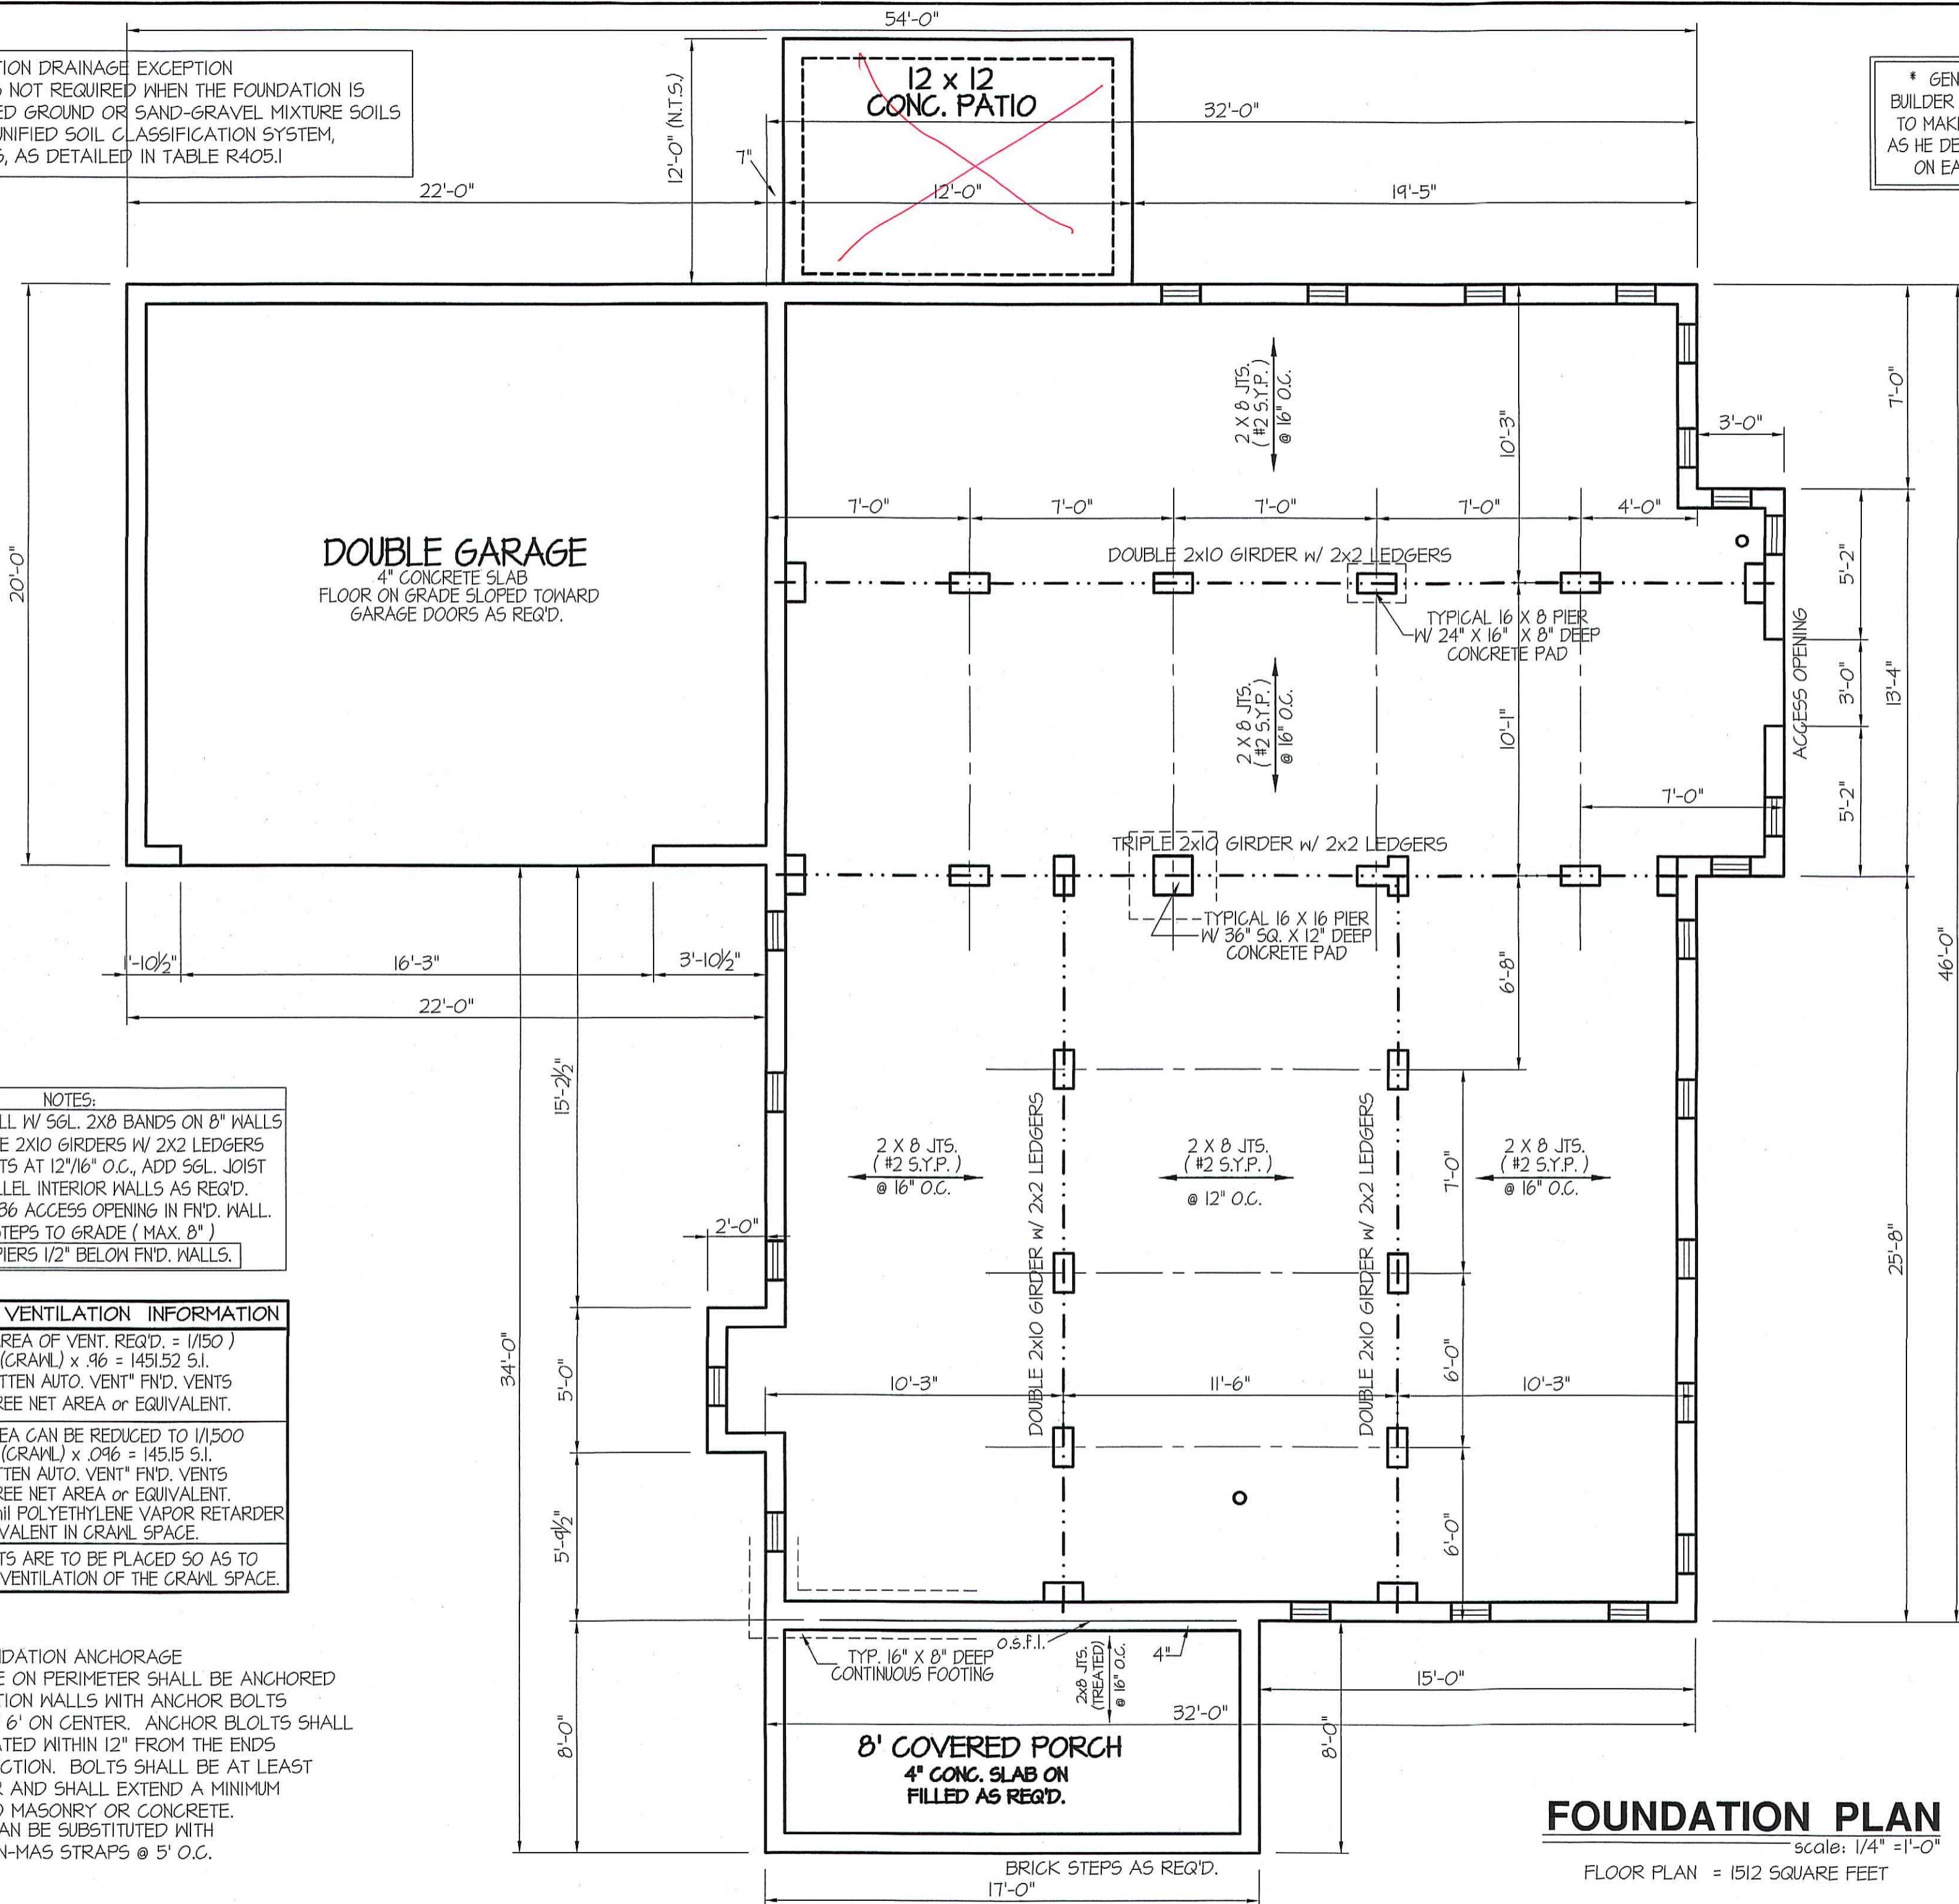 54'-0"
TION DRAINAGE EXCEPTION
NOT REQUIRED WHEN THE FOUNDATION IS
ED GROUND OR SAND-GRAVEL MIXTURE SOILS
UNIFIED SOIL CLASSIFICATION SYSTEM,
S, AS DETAILED IN TABLE R405.1
12'-0" (N.T.S.)
12 x 12
CONC. PATIO
32'-0"
* GEN
BUILDER
TO MAK
AS HE DE
ON EA
7"
22'-0"
12'-0"
19'-5"
20'-0"
2 X 8 JTS.
( #2 S.Y.P. )
@ 16" O.C.
10'-3"
7'-0"
3'-0"
7'-0"
7'-0"
7'-0"
7'-0"
4'-0"
DOUBLE GARAGE
4" CONCRETE SLAB
FLOOR ON GRADE SLOPED TOWARD
GARAGE DOORS AS REQ'D.
DOUBLE 2x10 GIRDER w/ 2x2 LEDGERS
TYPICAL 16 X 8 PIER
W/ 24" X 16" X 8" DEEP
CONCRETE PAD
5'-2"
ACCESS OPENING
3'-0"
13'-4"
2 X 8 JTS.
( #2 S.Y.P. )
@ 16" O.C.
10'-1"
7'-0"
5'-2"
TRIPLE 2x10 GIRDER w/ 2x2 LEDGERS
TYPICAL 16 X 16 PIER
W/ 36" SQ. X 12" DEEP
CONCRETE PAD
1'-10½"
16'-3"
3'-10½"
22'-0"
6'-8"
46'-0"
15'-2½"
NOTES:
LL W/ SGL. 2X8 BANDS ON 8" WALLS
E 2X10 GIRDERS W/ 2X2 LEDGERS
TS AT 12"/16" O.C., ADD SGL. JOIST
LLEL INTERIOR WALLS AS REQ'D.
36 ACCESS OPENING IN FN'D. WALL.
STEPS TO GRADE ( MAX. 8" )
PIERS 1/2" BELOW FN'D. WALLS.
DOUBLE 2x10 GIRDER w/ 2x2 LEDGERS
DOUBLE 2x10 GIRDER w/ 2x2 LEDGERS
2 X 8 JTS.
( #2 S.Y.P. )
@ 16" O.C.
2 X 8 JTS.
( #2 S.Y.P. )
@ 12" O.C.
2 X 8 JTS.
( #2 S.Y.P. )
@ 16" O.C.
7'-0"
2'-0"
25'-8"
VENTILATION INFORMATION
AREA OF VENT. REQ'D. = 1/150 )
(CRAWL) x .96 = 1451.52 S.I.
TTEN AUTO. VENT" FN'D. VENTS
REE NET AREA or EQUIVALENT.
EA CAN BE REDUCED TO 1/1,500
(CRAWL) x .096 = 145.15 S.I.
TTEN AUTO. VENT" FN'D. VENTS
REE NET AREA or EQUIVALENT.
mil POLYETHYLENE VAPOR RETARDER
VALENT IN CRAWL SPACE.
TS ARE TO BE PLACED SO AS TO
VENTILATION OF THE CRAWL SPACE.
34'-0"
5'-0"
10'-3"
11'-6"
10'-3"
6'-0"
5'-9½"
6'-0"
NDATION ANCHORAGE
E ON PERIMETER SHALL BE ANCHORED
TION WALLS WITH ANCHOR BOLTS
6' ON CENTER. ANCHOR BLOLTS SHALL
ATED WITHIN 12" FROM THE ENDS
CTION. BOLTS SHALL BE AT LEAST
R AND SHALL EXTEND A MINIMUM
O MASONRY OR CONCRETE.
AN BE SUBSTITUTED WITH
N-MAS STRAPS @ 5' O.C.
TYP. 16" X 8" DEEP
CONTINUOUS FOOTING
o.s.f.l.
2x8 JTS.
(TREATED)
@ 16" O.C.
4"
15'-0"
32'-0"
8'-0"
8' COVERED PORCH
4" CONC. SLAB ON
FILLED AS REQ'D.
8'-0"
BRICK STEPS AS REQ'D.
17'-0"
FOUNDATION PLAN
scale: 1/4" =1'-0"
FLOOR PLAN = 1512 SQUARE FEET